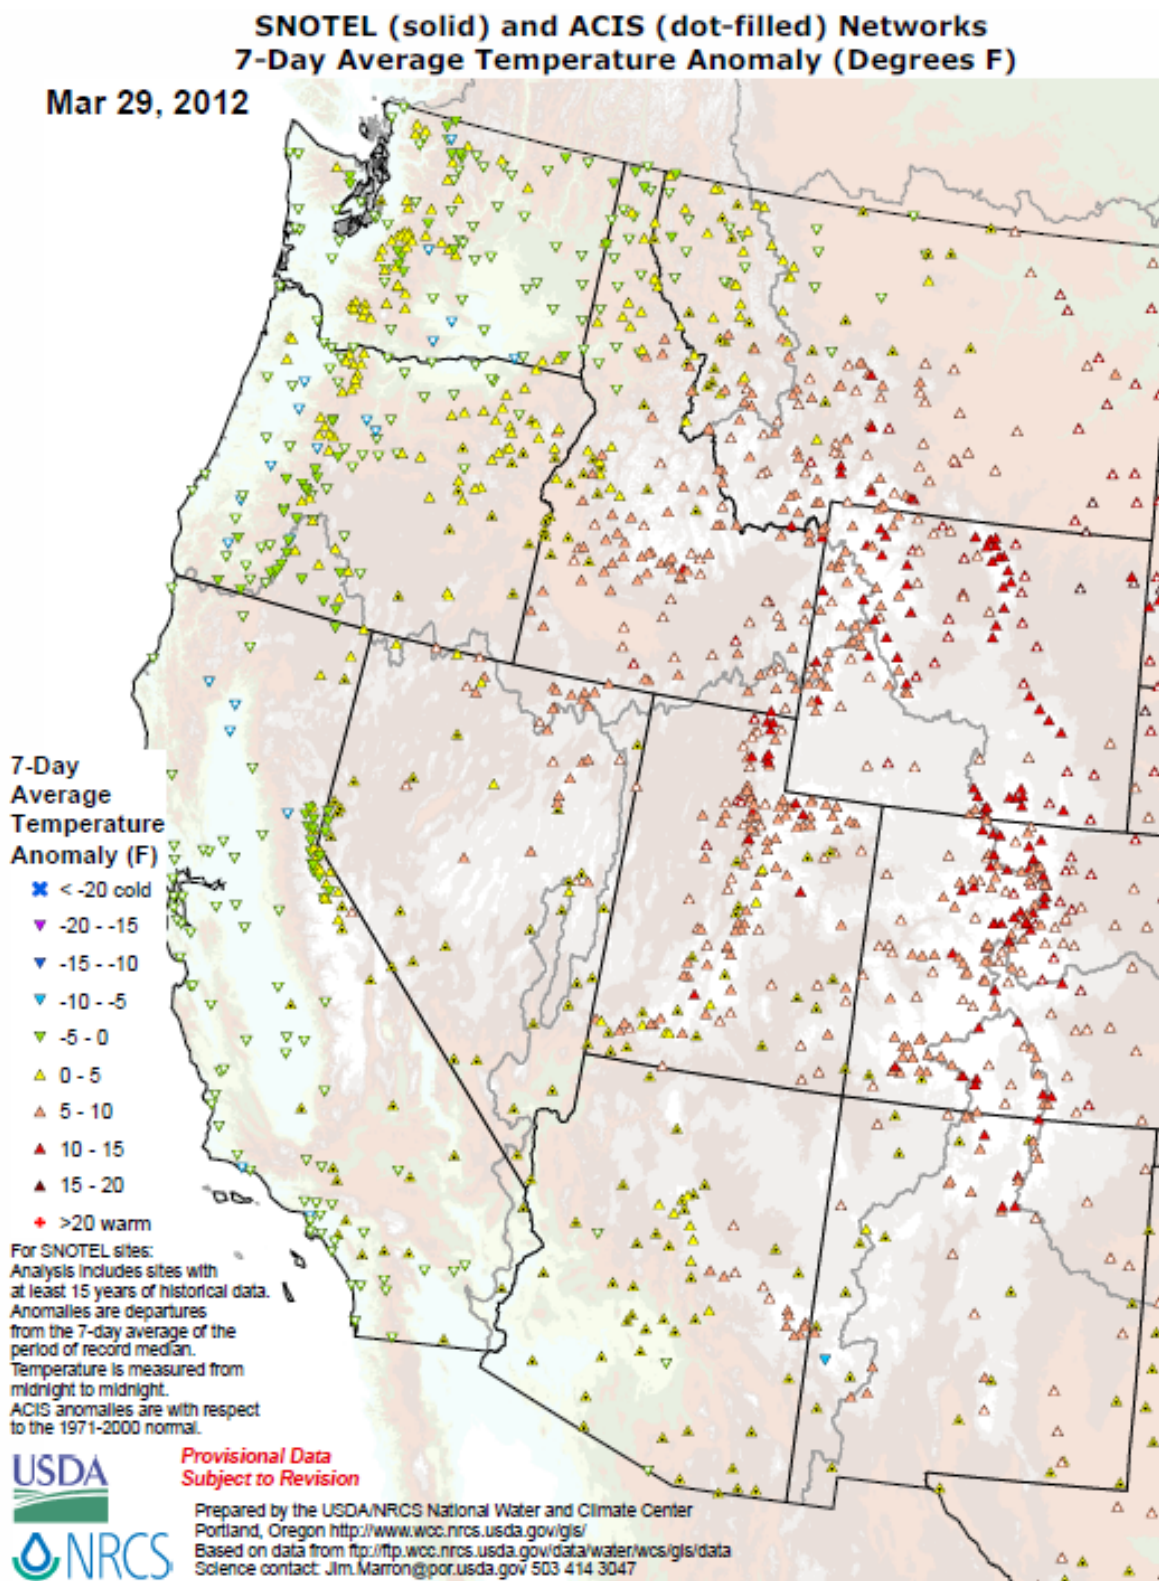 SNOTEL (solid) and ACIS (dot-filled) Networks
7-Day Average Temperature Anomaly (Degrees F)
Mar 29, 2012
7-Day
Average
Temperature
Anomaly (F)
< -20 cold
-20 - -15
-15 - -10
-10 - -5
-5 - 0
0 - 5
5 - 10
10 - 15
15 - 20
>20 warm
For SNOTEL sites:
Analysis includes sites with
at least 15 years of historical data.
Anomalies are departures
from the 7-day average of the
period of record median.
Temperature is measured from
midnight to midnight.
ACIS anomalies are with respect
to the 1971-2000 normal.
Provisional Data
Subject to Revision
USDA
NRCS
Prepared by the USDA/NRCS National Water and Climate Center
Portland, Oregon http://www.wcc.nrcs.usda.gov/gis/
Based on data from ftp://ftp.wcc.nrcs.usda.gov/data/water/wcs/gis/data
Science contact: Jim.Marron@por.usda.gov 503 414 3047